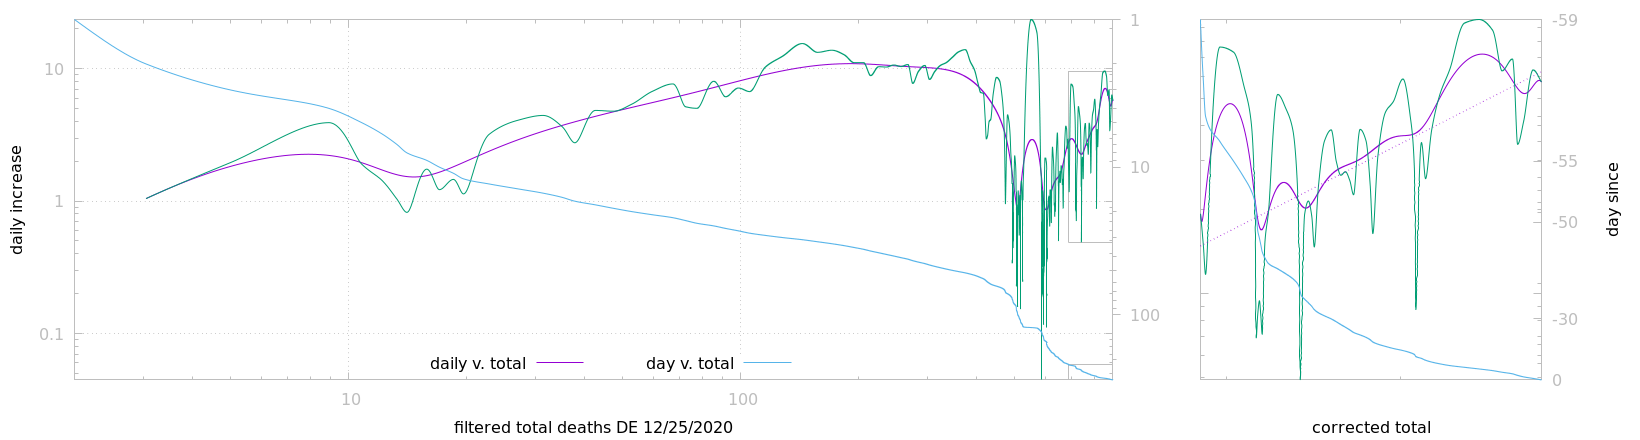 daily increase
10
1
0.1
1
10
100
daily v. total
day v. total
10
100
filtered total deaths DE 12/25/2020
-59
-55
-50
-30
0
day since
corrected total